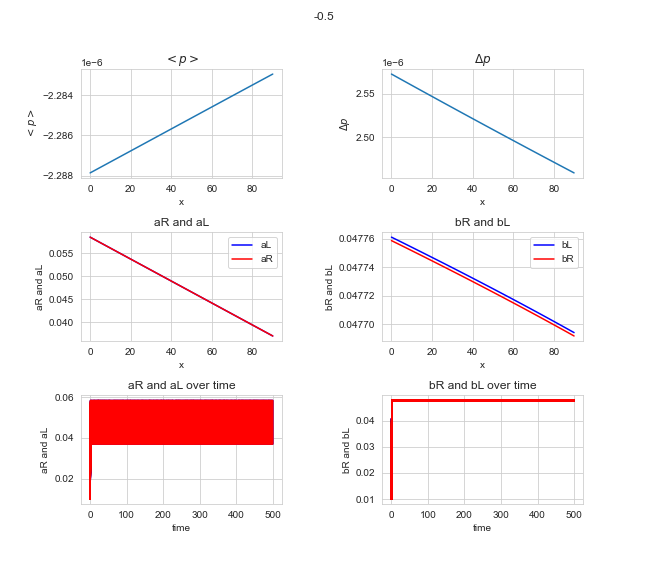 -0.5
< p >
1e−6
−2.284
−2.286
−2.288
< p >
0 20 40 60 80
x
Δp
1e−6
2.55
2.50
Δp
0 20 40 60 80
x
aR and aL
0.055
0.050
0.045
0.040
aR and aL
aL
aR
0 20 40 60 80
x
bR and bL
0.04776
0.04774
0.04772
0.04770
bR and bL
bL
bR
0 20 40 60 80
x
aR and aL over time
0.06
0.04
0.02
aR and aL
0 100 200 300 400 500
time
bR and bL over time
0.04
0.03
0.02
0.01
bR and bL
0 100 200 300 400 500
time